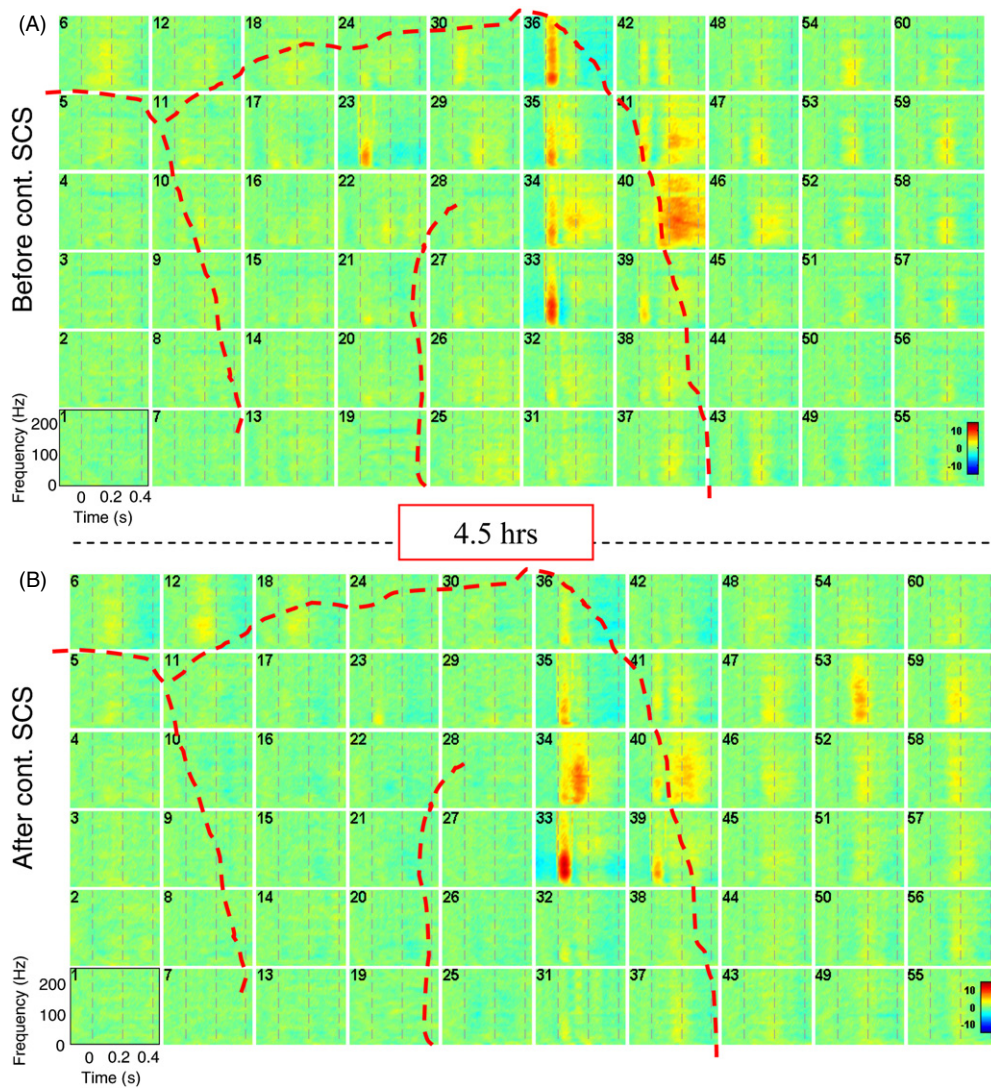 (A)
6 12 18 24 30 36 42 48 54 60
5 11 17 23 29 35 41 47 53 59
4 10 16 22 28 34 40 46 52 58
3 9 15 21 27 33 39 45 51 57
2 8 14 20 26 32 38 44 50 56
1 7 13 19 25 31 37 43 49 55
Before cont. SCS
Frequency (Hz)
200
100
0
0 0.2 0.4
Time (s)
10
0
-10
4.5 hrs
(B)
6 12 18 24 30 36 42 48 54 60
5 11 17 23 29 35 41 47 53 59
4 10 16 22 28 34 40 46 52 58
3 9 15 21 27 33 39 45 51 57
2 8 14 20 26 32 38 44 50 56
1 7 13 19 25 31 37 43 49 55
After cont. SCS
Frequency (Hz)
200
100
0
0 0.2 0.4
Time (s)
10
0
-10